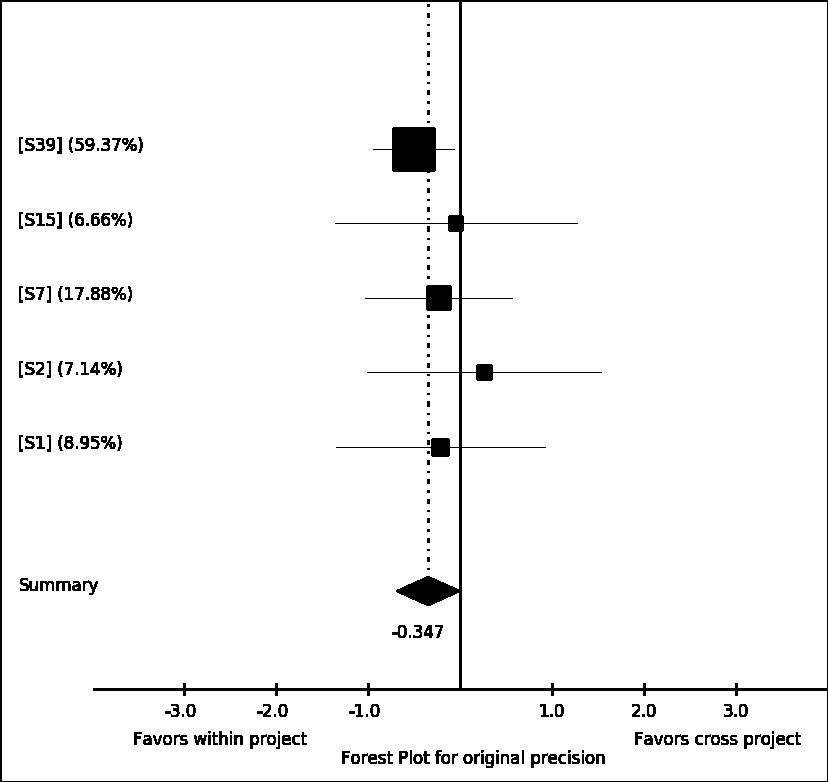 [S39] (59.37%)
[S15] (6.66%)
[S7] (17.88%)
[S2] (7.14%)
[S1] (8.95%)
Summary
-0.347
-3.0 -2.0 -1.0 1.0 2.0 3.0
Favors within project Favors cross project
Forest Plot for original precision